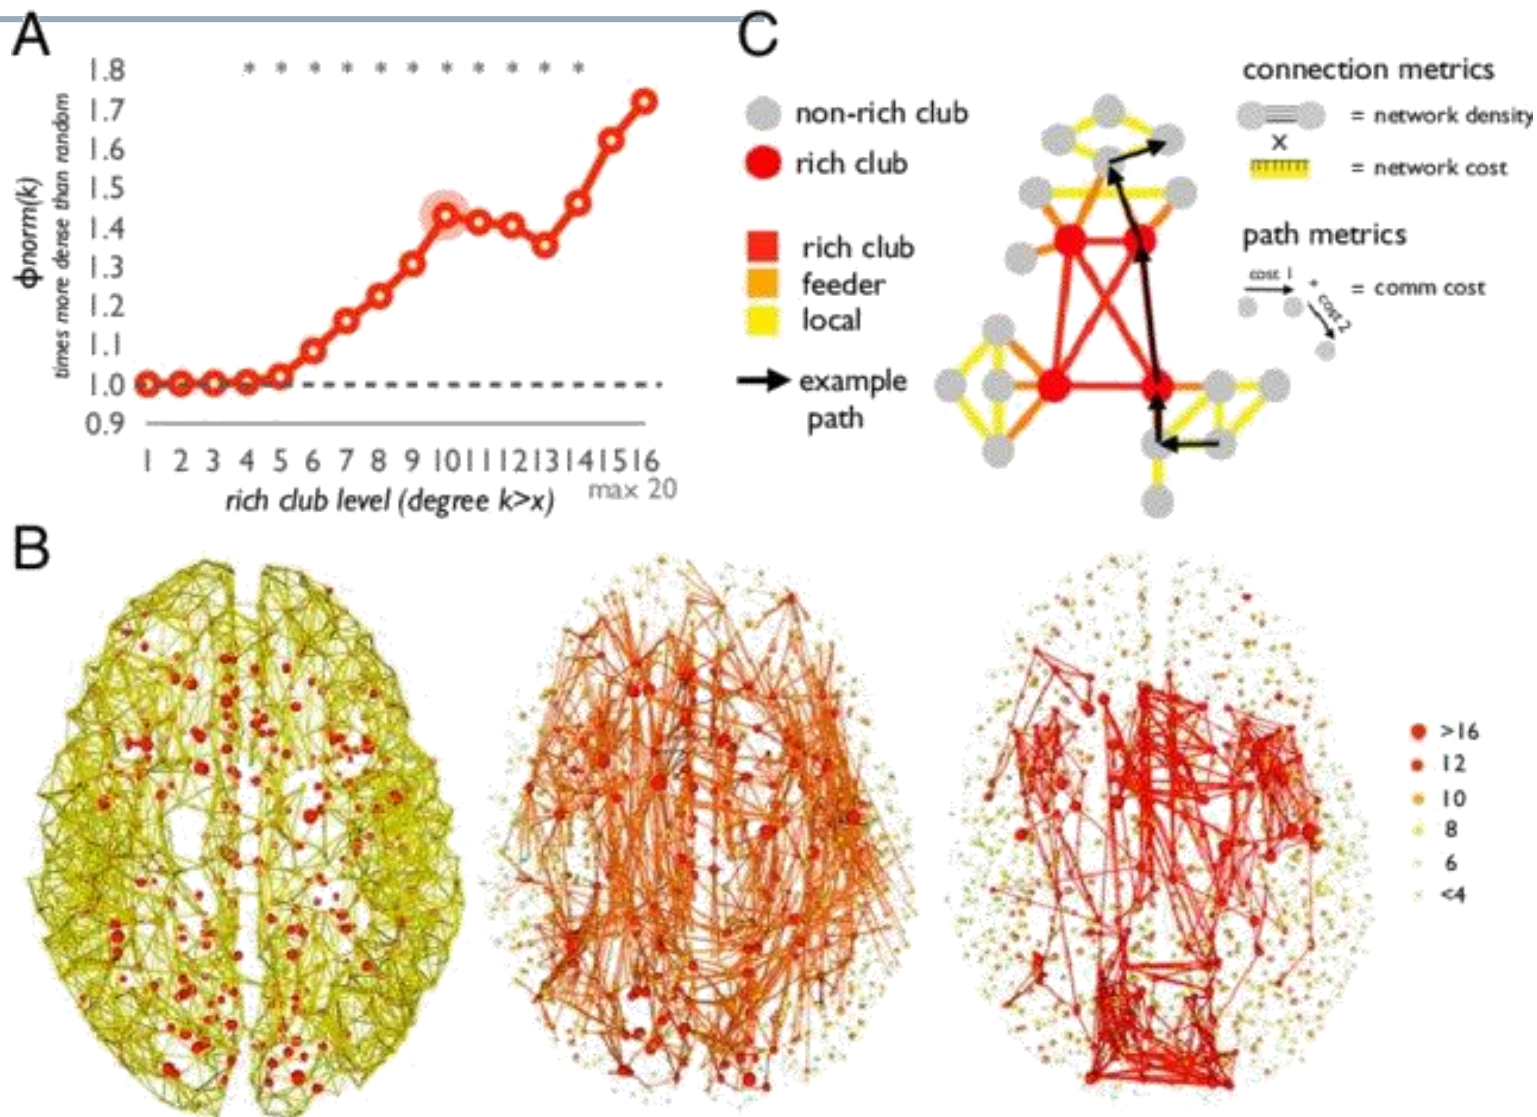 A
1.8 * * * * * * * * * * *
1.7
1.6
1.5
1.4
1.3
1.2
1.1
1.0
0.9
ϕnorm(k)
times more dense than random
1 2 3 4 5 6 7 8 9 10 11 12 13 14 15 16
max 20
rich club level (degree k>x)
C
non-rich club
rich club
rich club
feeder
local
example
path
connection metrics
= network density
x
= network cost
path metrics
cost 1
+ cost 2
= comm cost
B
>16
12
10
8
6
<4